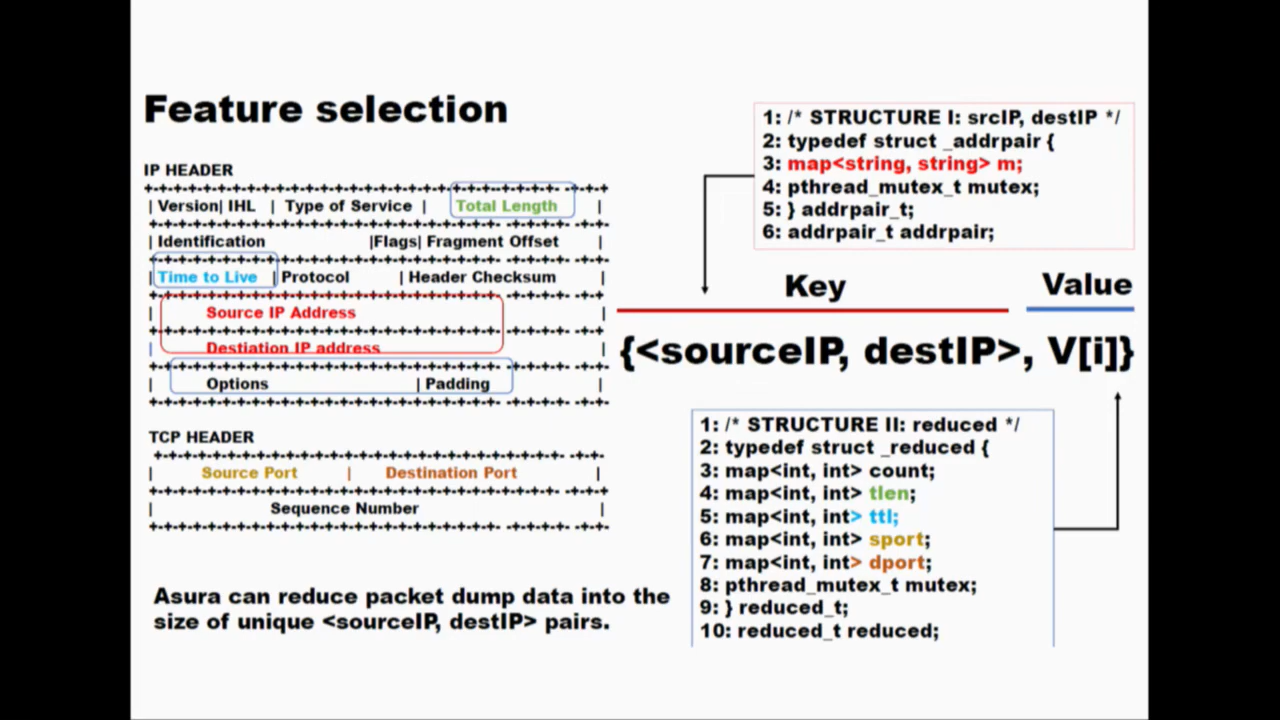 Feature selection
IP HEADER
| Version| IHL | Type of Service | Total Length |
| Identification |Flags| Fragment Offset |
| Time to Live | Protocol | Header Checksum |
| Source IP Address |
| Destiation IP address |
| Options | Padding |
TCP HEADER
| Source Port | Destination Port |
| Sequence Number |
Asura can reduce packet dump data into the
size of unique <sourceIP, destIP> pairs.
1: /* STRUCTURE I: srcIP, destIP */
2: typedef struct _addrpair {
3: map<string, string> m;
4: pthread_mutex_t mutex;
5: } addrpair_t;
6: addrpair_t addrpair;
Key Value
{<sourceIP, destIP>, V[i]}
1: /* STRUCTURE II: reduced */
2: typedef struct _reduced {
3: map<int, int> count;
4: map<int, int> tlen;
5: map<int, int> ttl;
6: map<int, int> sport;
7: map<int, int> dport;
8: pthread_mutex_t mutex;
9: } reduced_t;
10: reduced_t reduced;